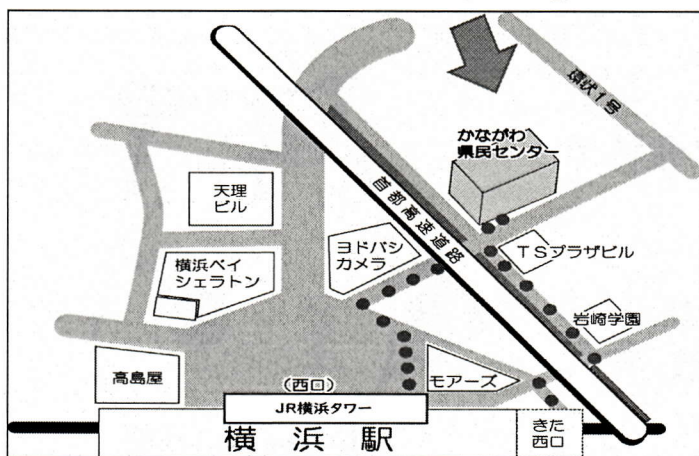 環状1号
かながわ
県民センター
首都高速道路
天理
ビル
ヨドバシ
カメラ
TSプラザビル
横浜ベイ
シェラトン
岩崎学園
高島屋
(西口)
モアーズ
JR横浜タワー
きた
西口
横浜駅